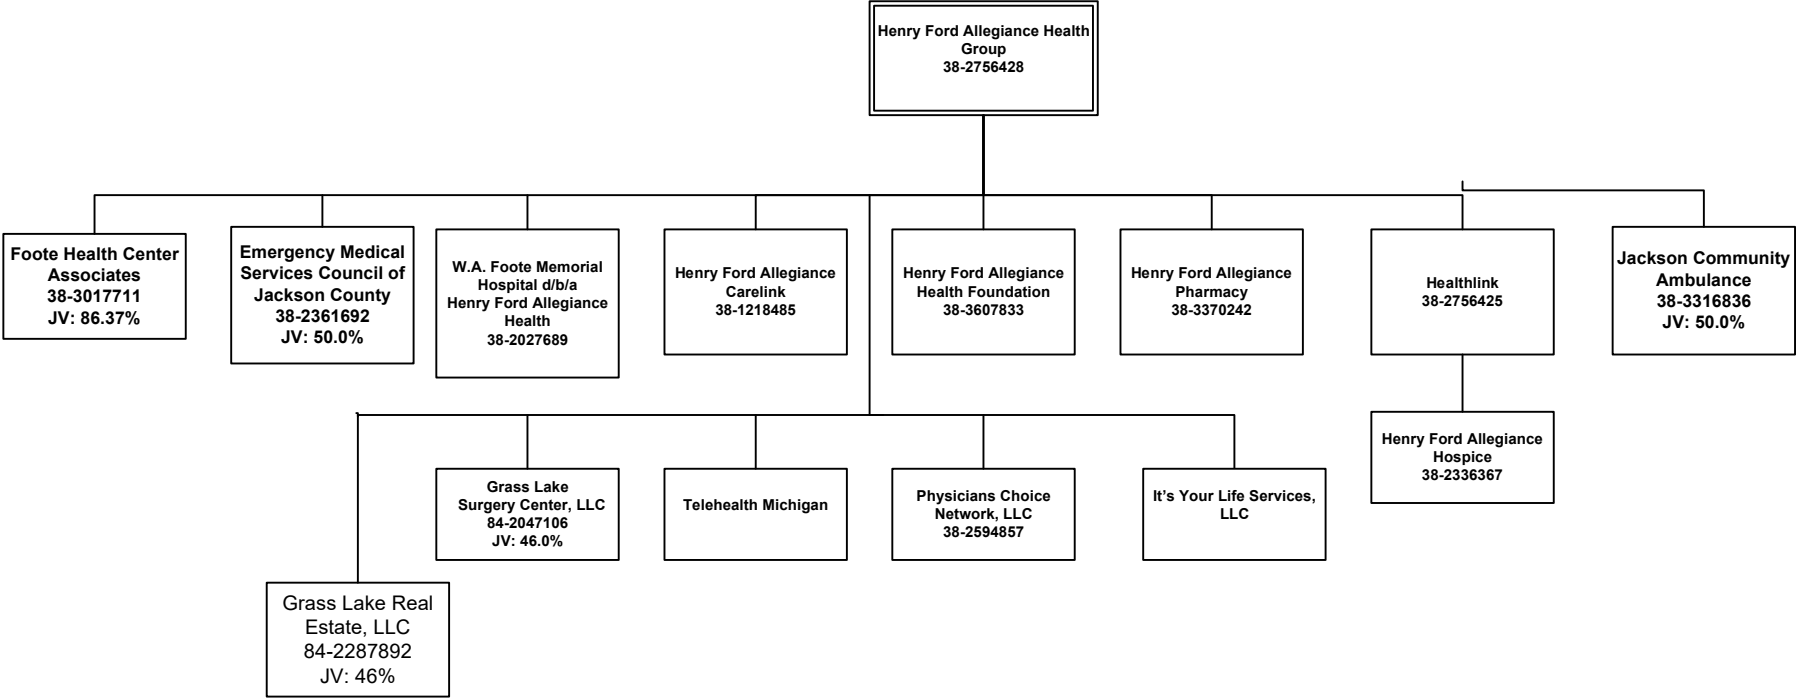 Henry Ford Allegiance Health
Group
38-2756428
Foote Health Center
Associates
38-3017711
JV: 86.37%
Emergency Medical
Services Council of
Jackson County
38-2361692
JV: 50.0%
W.A. Foote Memorial
Hospital d/b/a
Henry Ford Allegiance
Health
38-2027689
Henry Ford Allegiance
Carelink
38-1218485
Henry Ford Allegiance
Health Foundation
38-3607833
Henry Ford Allegiance
Pharmacy
38-3370242
Healthlink
38-2756425
Jackson Community
Ambulance
38-3316836
JV: 50.0%
Henry Ford Allegiance
Hospice
38-2336367
Grass Lake
Surgery Center, LLC
84-2047106
JV: 46.0%
Telehealth Michigan
Physicians Choice
Network, LLC
38-2594857
It’s Your Life Services,
LLC
Grass Lake Real
Estate, LLC
84-2287892
JV: 46%